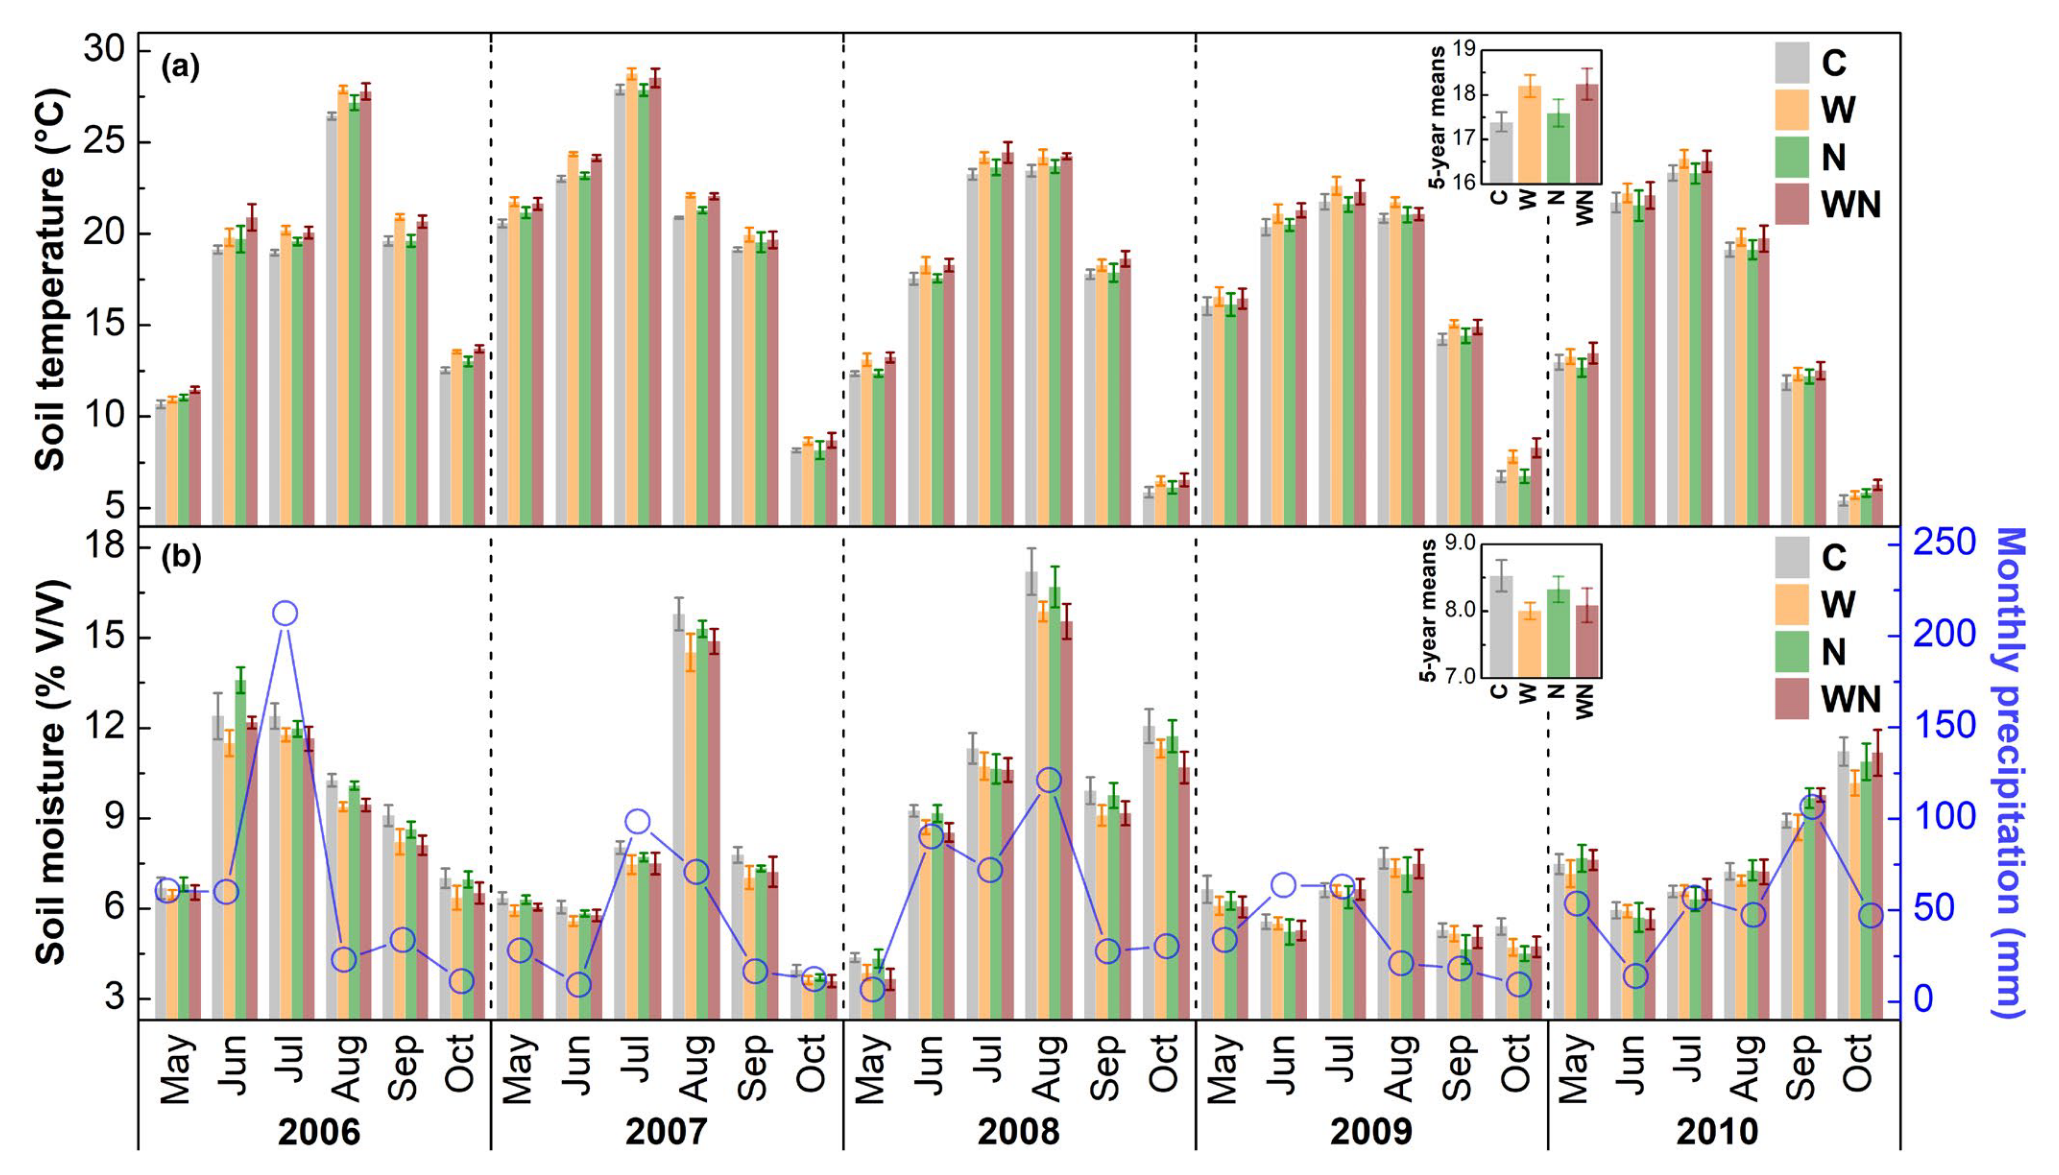 (a)
Soil temperature (°C)
30
25
20
15
10
5
5-year means
19
18
17
16
C
W
N
WN
C
W
N
WN
(b)
Soil moisture (% V/V)
18
15
12
9
6
3
5-year means
9.0
8.0
7.0
C
W
N
WN
C
W
N
WN
250
200
150
100
50
0
Monthly precipitation (mm)
May Jun Jul Aug Sep Oct May Jun Jul Aug Sep Oct May Jun Jul Aug Sep Oct May Jun Jul Aug Sep Oct May Jun Jul Aug Sep Oct
2006 2007 2008 2009 2010